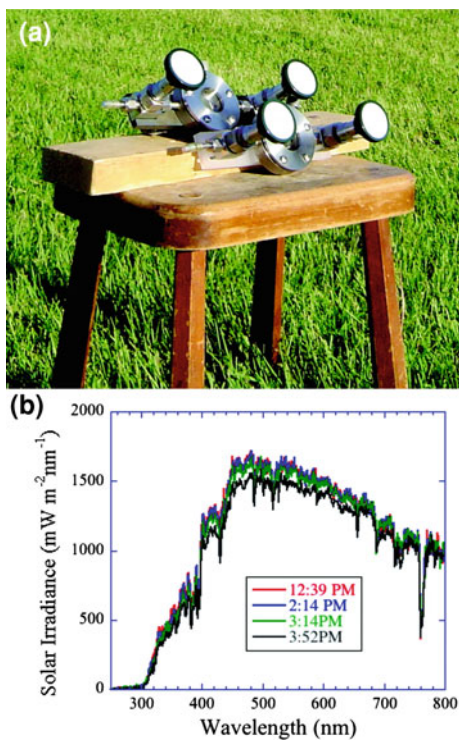 (a)
(b)
2000
1500
1000
500
0
Solar Irradiance (mW m-2nm-1)
12:39 PM
2:14 PM
3:14PM
3:52PM
300 400 500 600 700 800
Wavelength (nm)